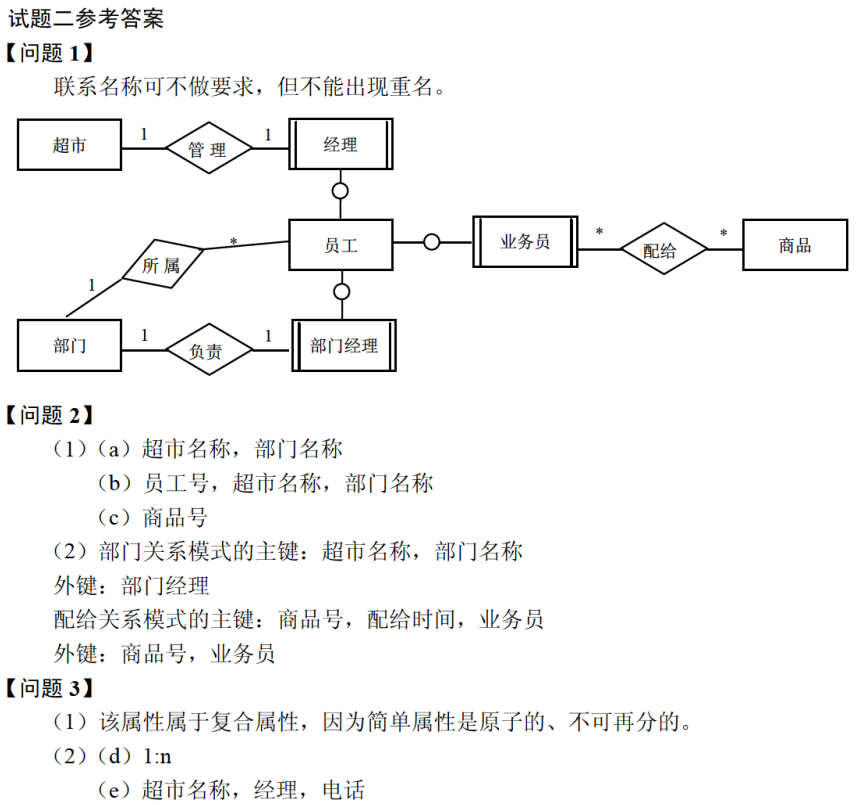 试题二参考答案
【问题 1】
联系名称可不做要求，但不能出现重名。
超市 1 管 理 1 经理
员工 业务员 * 配给 * 商品
所 属 *
1
部门 1 负责 1 部门经理
【问题 2】
（1）（a）超市名称，部门名称
（b）员工号，超市名称，部门名称
（c）商品号
（2）部门关系模式的主键：超市名称，部门名称
外键：部门经理
配给关系模式的主键：商品号，配给时间，业务员
外键：商品号，业务员
【问题 3】
（1）该属性属于复合属性，因为简单属性是原子的、不可再分的。
（2）（d）1:n
（e）超市名称，经理，电话